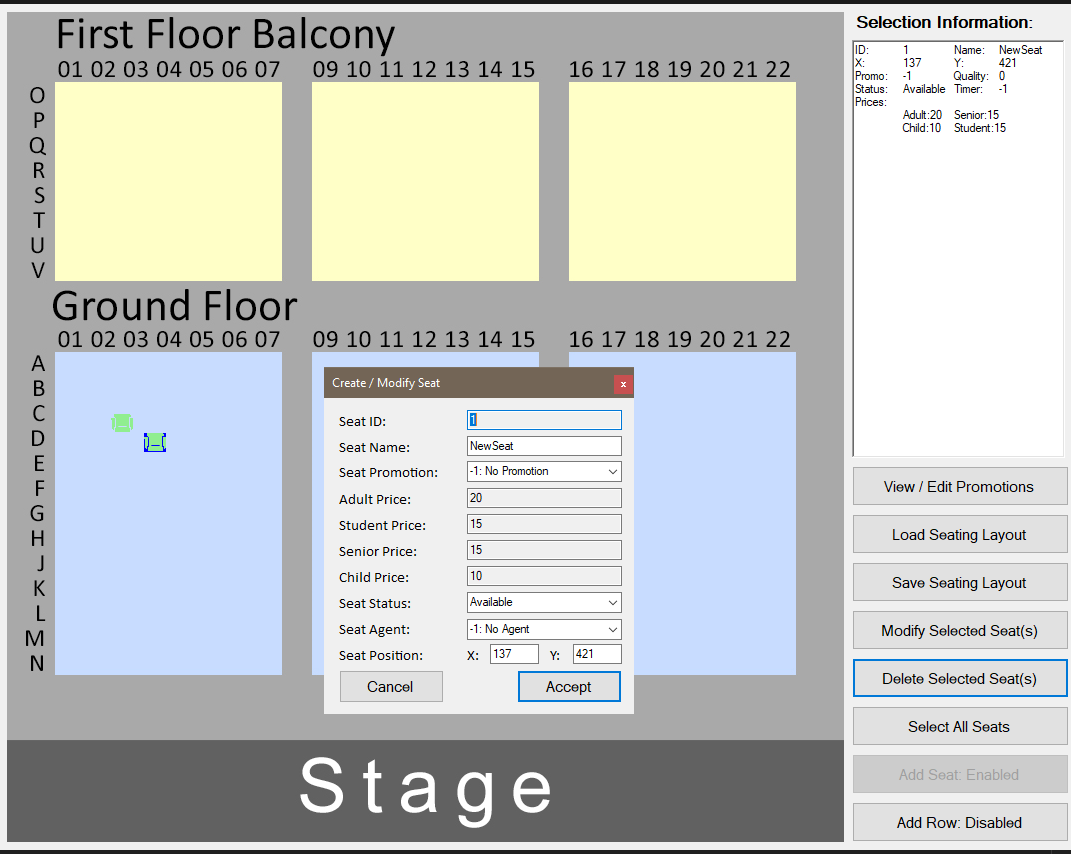 First Floor Balcony
01 02 03 04 05 06 07
09 10 11 12 13 14 15
16 17 18 19 20 21 22
O
P
Q
R
S
T
U
V
Ground Floor
01 02 03 04 05 06 07
09 10 11 12 13 14 15
16 17 18 19 20 21 22
A
B
C
D
E
F
G
H
J
K
L
M
N
Create / Modify Seat
x
Seat ID: 1
Seat Name: NewSeat
Seat Promotion: -1: No Promotion
Adult Price: 20
Student Price: 15
Senior Price: 15
Child Price: 10
Seat Status: Available
Seat Agent: -1: No Agent
Seat Position: X: 137 Y: 421
Cancel Accept
Stage
Selection Information:
ID: 1 Name: NewSeat
X: 137 Y: 421
Promo: -1 Quality: 0
Status: Available Timer: -1
Prices:
Adult:20 Senior:15
Child:10 Student:15
View / Edit Promotions
Load Seating Layout
Save Seating Layout
Modify Selected Seat(s)
Delete Selected Seat(s)
Select All Seats
Add Seat: Enabled
Add Row: Disabled